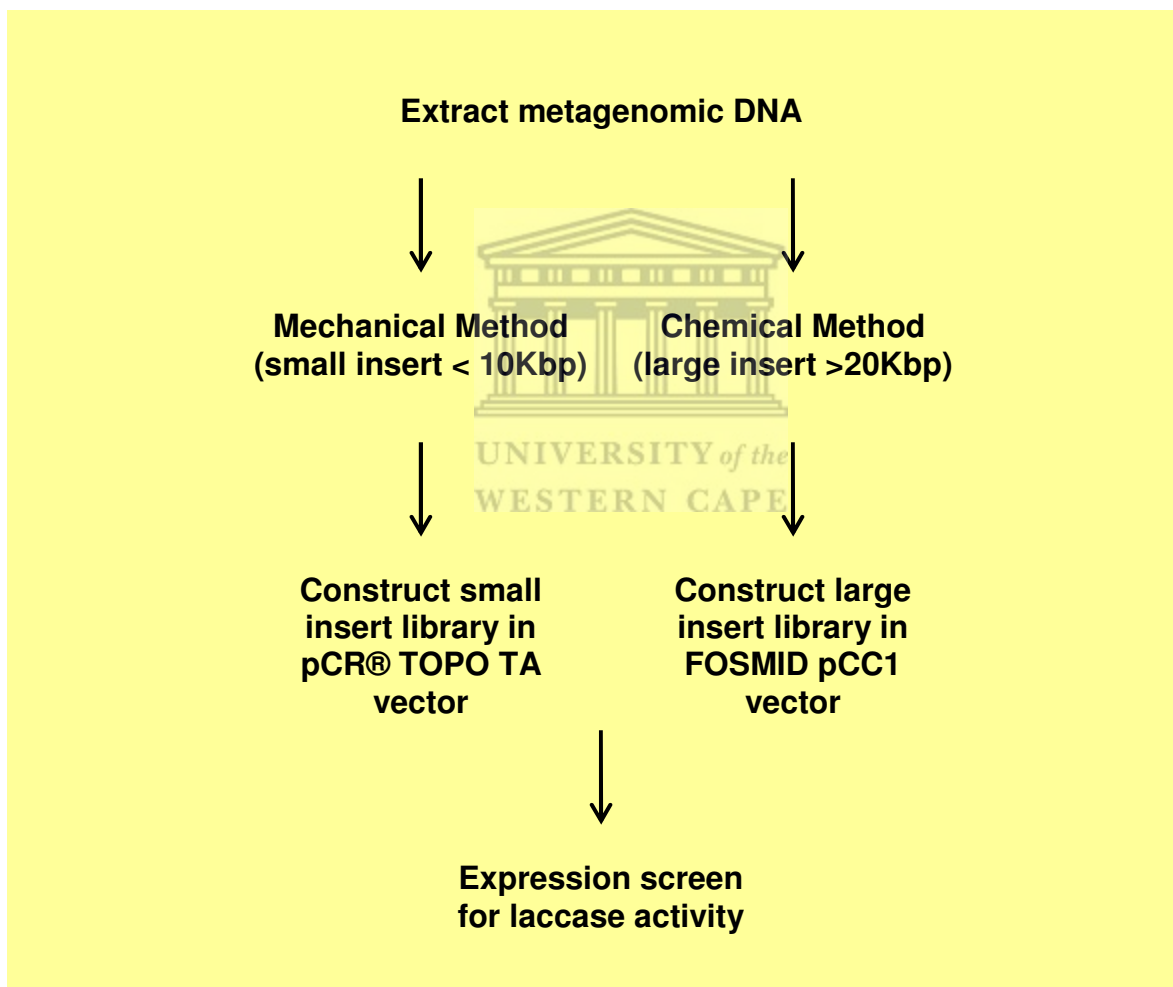 Extract metagenomic DNA
Mechanical Method
(small insert < 10Kbp)
Chemical Method
(large insert >20Kbp)
UNIVERSITY of the
WESTERN CAPE
Construct small
insert library in
pCR® TOPO TA
vector
Construct large
insert library in
FOSMID pCC1
vector
Expression screen
for laccase activity